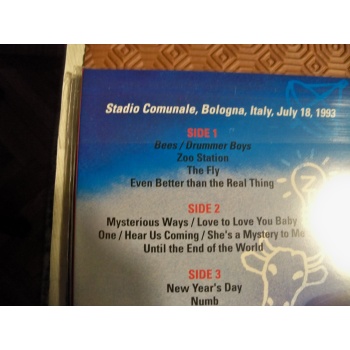 Stadio Comunale, Bologna, Italy, July 18, 1993
SIDE 1
Bees / Drummer Boys
Zoo Station
The Fly
Even Better than the Real Thing
SIDE 2
Mysterious Ways / Love to Love You Baby
One / Hear Us Coming / She's a Mystery to Me
Until the End of the World
SIDE 3
New Year's Day
Numb